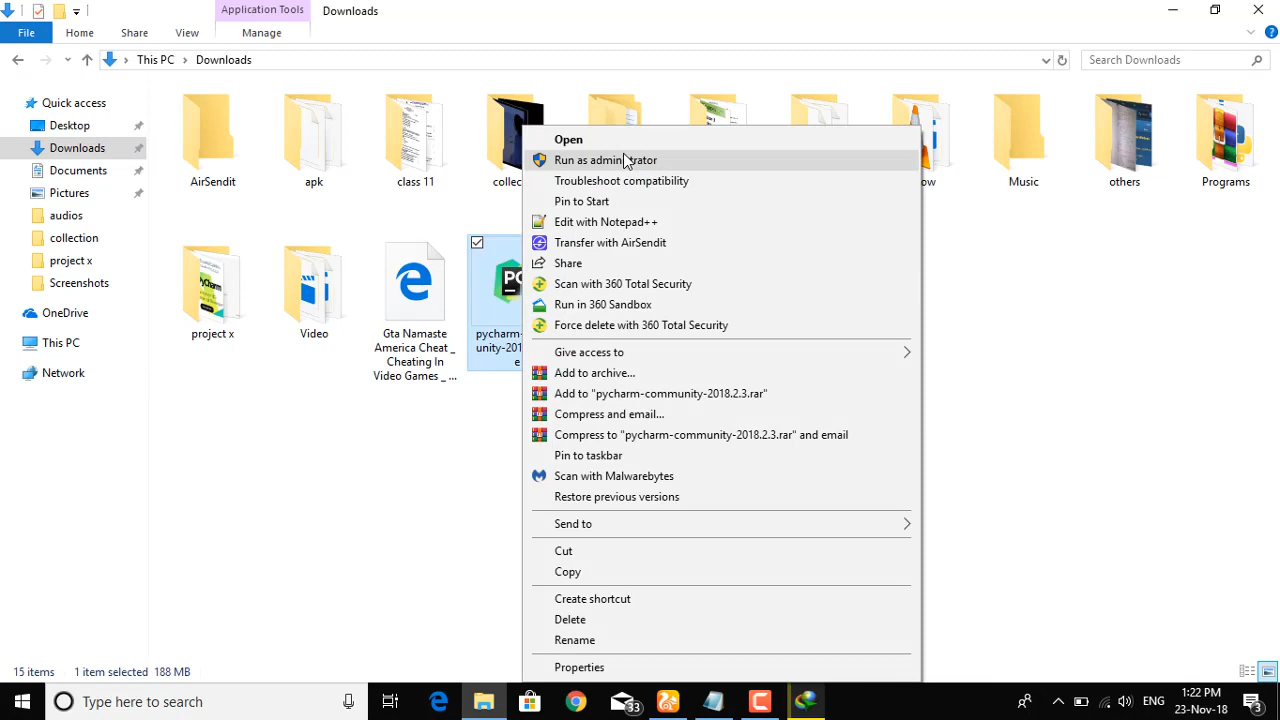 Application Tools
Downloads
File
Home
Share
View
Manage
This PC
Downloads
Search Downloads
Quick access
Desktop
Downloads
Documents
Pictures
audios
collection
project x
Screenshots
OneDrive
This PC
Network
AirSendit
apk
class 11
collec
ow
Music
others
Programs
project x
Video
Gta Namaste
America Cheat _
Cheating In
Video Games _ ...
PC
pycharm-
unity-201
e
Open
Run as administrator
Troubleshoot compatibility
Pin to Start
Edit with Notepad++
Transfer with AirSendit
Share
Scan with 360 Total Security
Run in 360 Sandbox
Force delete with 360 Total Security
Give access to
Add to archive...
Add to "pycharm-community-2018.2.3.rar"
Compress and email...
Compress to "pycharm-community-2018.2.3.rar" and email
Pin to taskbar
Scan with Malwarebytes
Restore previous versions
Send to
Cut
Copy
Create shortcut
Delete
Rename
Properties
15 items
1 item selected 188 MB
Type here to search
33
ENG
1:22 PM
23-Nov-18
3